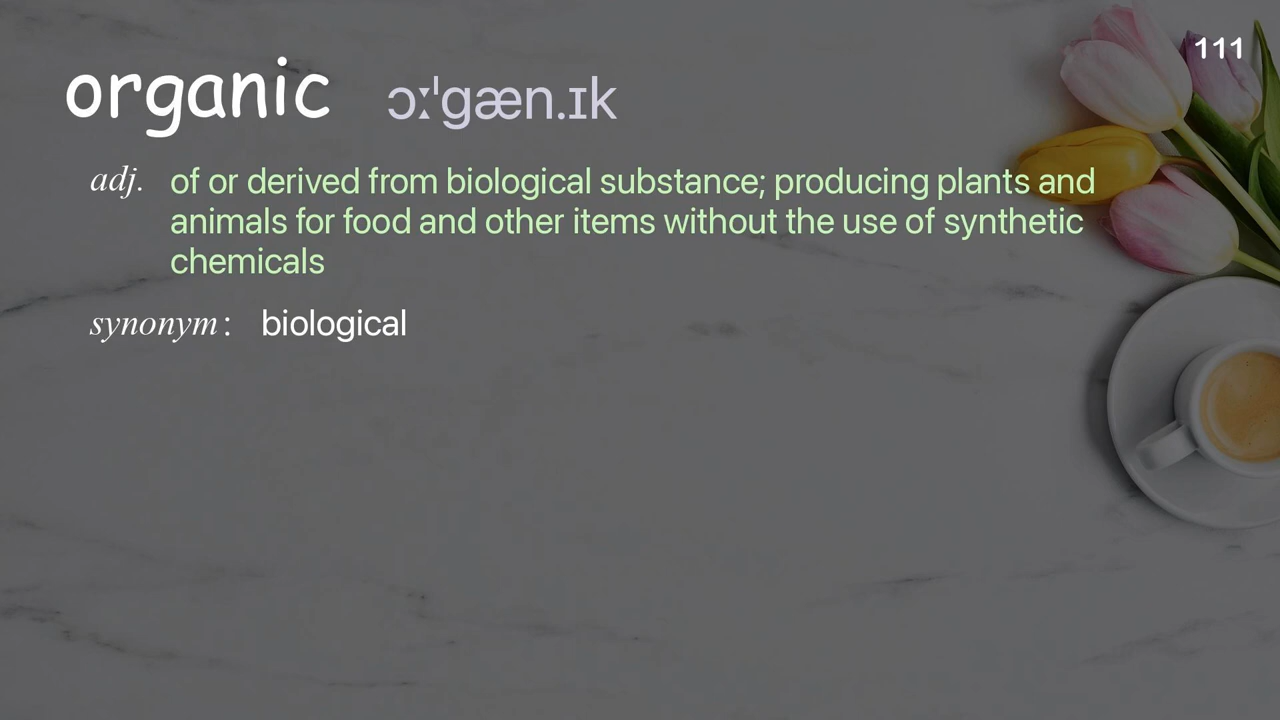 111
organic ɔːˈɡæn.ɪk
adj. of or derived from biological substance; producing plants and
animals for food and other items without the use of synthetic
chemicals
synonym: biological